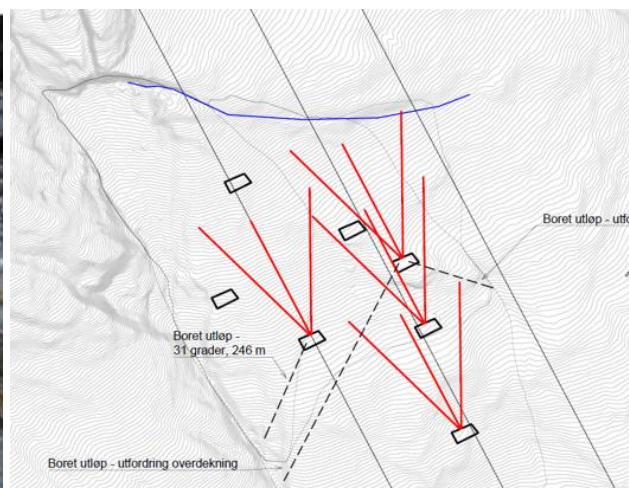 Boret utløp - utfo
Boret utløp -
31 grader, 246 m
Boret utløp - utfordring overdekning